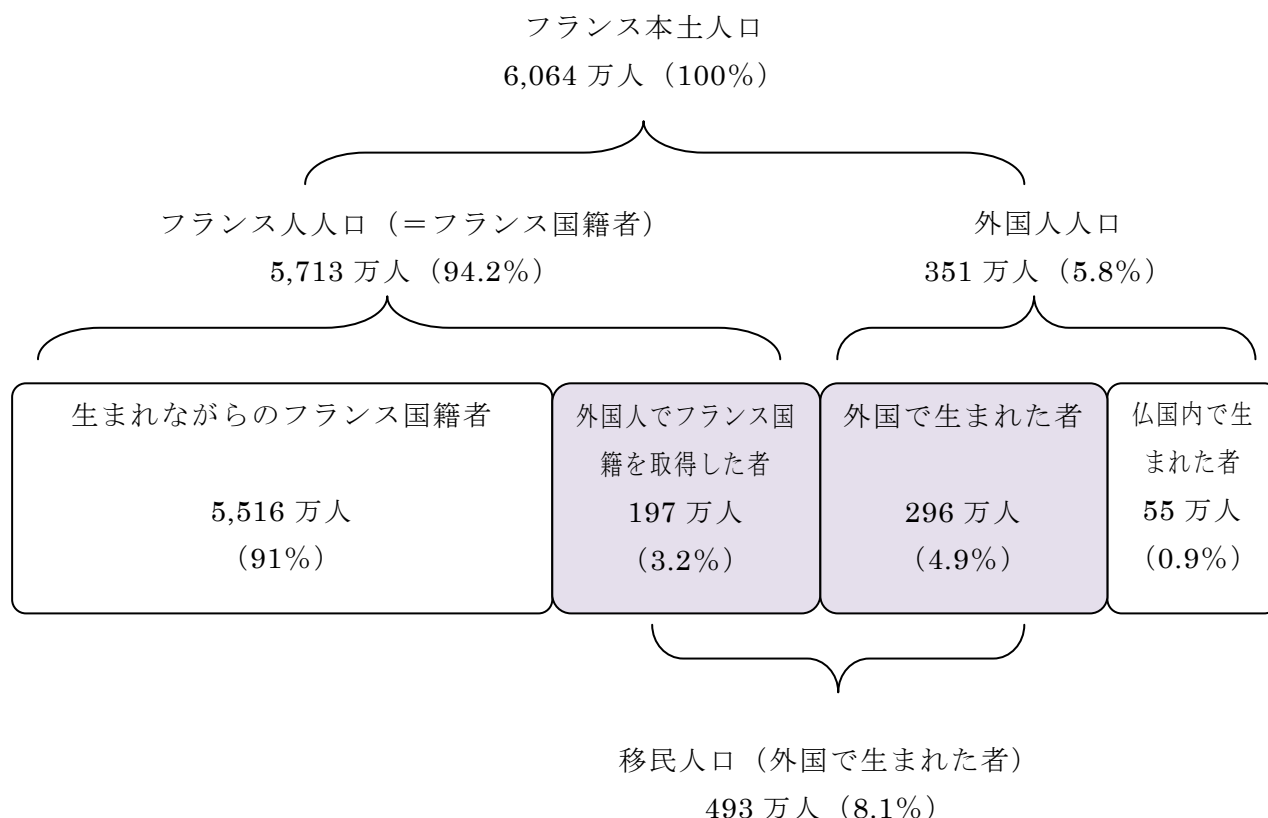 フランス本土人口
6,064 万人（100%）
フランス人人口（＝フランス国籍者）
5,713 万人（94.2%）
外国人人口
351 万人（5.8%）
生まれながらのフランス国籍者
5,516 万人
（91%）
外国人でフランス国
籍を取得した者
197 万人
（3.2%）
外国で生まれた者
296 万人
（4.9%）
仏国内で生
まれた者
55 万人
（0.9%）
移民人口（外国で生まれた者）
493 万人（8.1%）